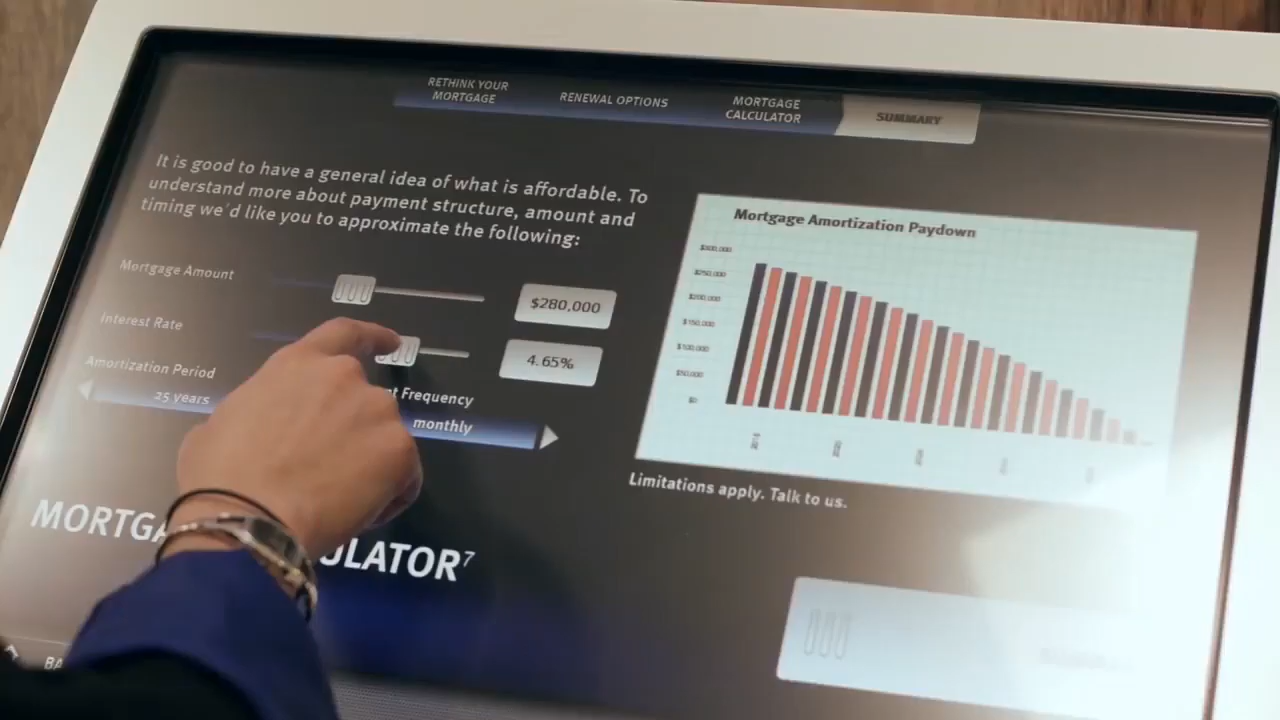 RETHINK YOUR
MORTGAGE
RENEWAL OPTIONS
MORTGAGE
CALCULATOR
SUMMARY
It is good to have a general idea of what is affordable. To
understand more about payment structure, amount and
timing we'd like you to approximate the following:
Mortgage Amount
$280,000
Interest Rate
4.65%
Amortization Period
25 years
Frequency
monthly
Mortgage Amortization Paydown
$300,000
$250,000
$200,000
$150,000
$100,000
$50,000
$0
Limitations apply. Talk to us.
MORTGA ULATOR⁷
BA